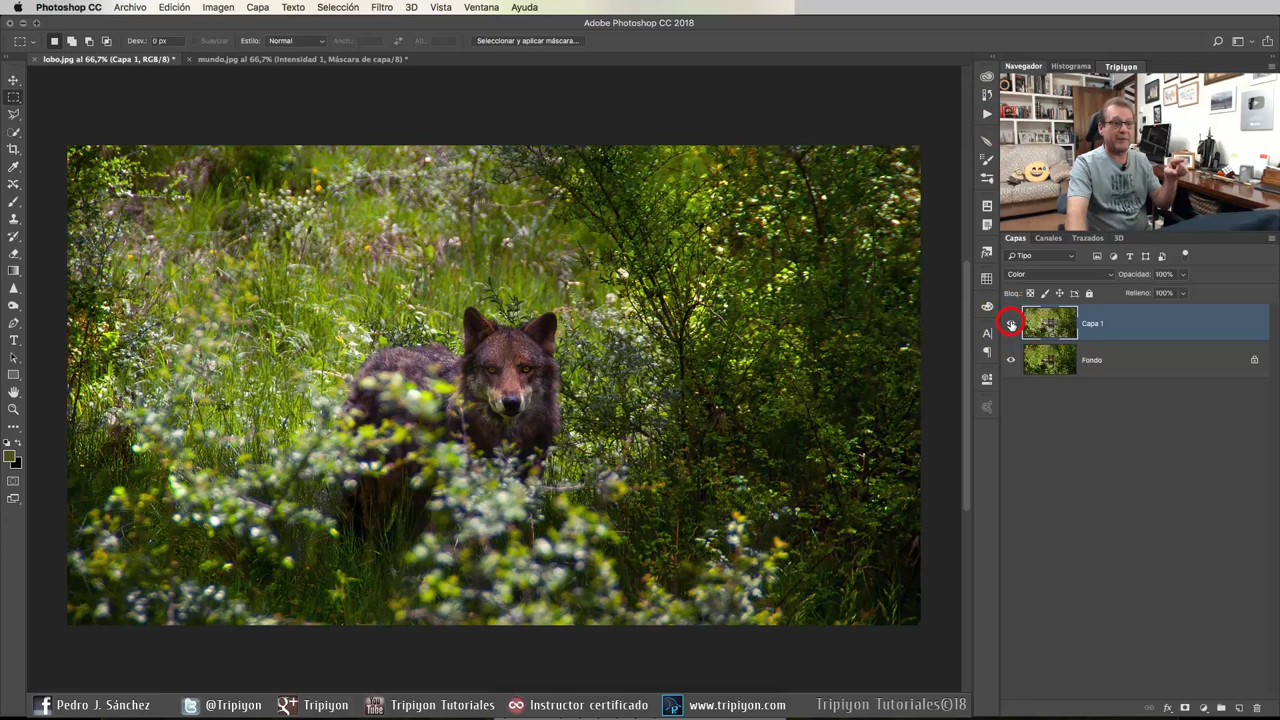 Photoshop CC Archivo Edición Imagen Capa Texto Selección Filtro 3D Vista Ventana Ayuda
Adobe Photoshop CC 2018
Desv.: 0 px Suavizar Estilo: Normal Anch.: Alt.: Seleccionar y aplicar máscara...
lobo.jpg al 66,7% (Capa 1, RGB/8) *
mundo.jpg al 66,7% (Intensidad 1, Máscara de capa/8) *
Navegador Histograma Tripiyon
Capas Canales Trazados 3D
Tipo
Color Opacidad: 100%
Bloq.: Relleno: 100%
Capa 1
Fondo
Pedro J. Sánchez @Tripiyon Tripiyon Tripiyon Tutoriales Instructor certificado www.tripiyon.com Tripiyon Tutoriales©18